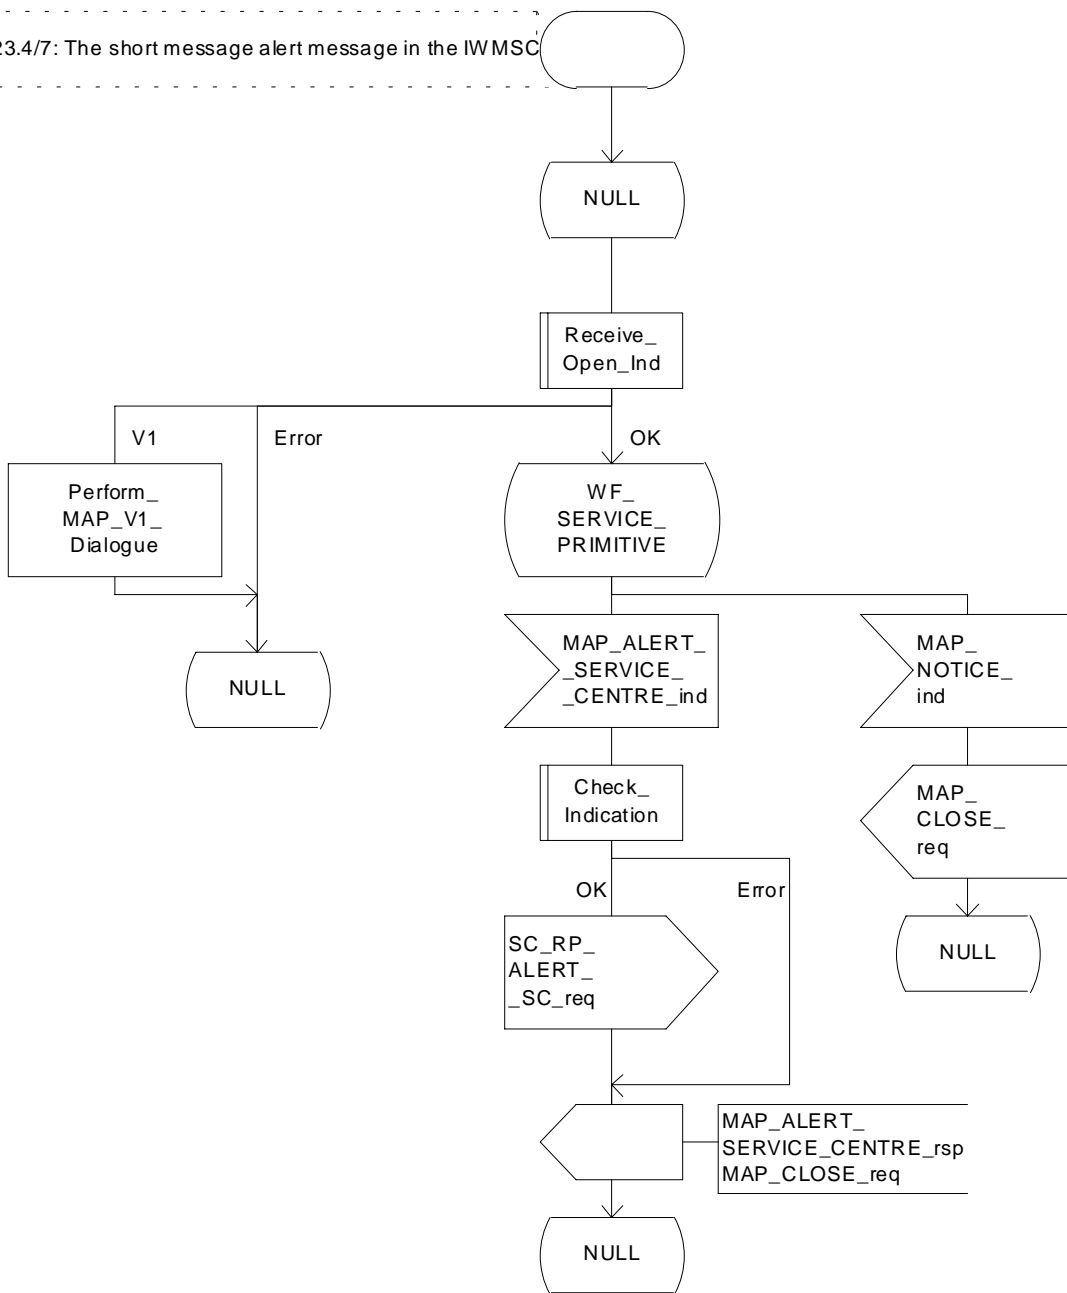 23.4/7: The short message alert message in the IWMSC
NULL
Receive_
Open_Ind
V1
Error
OK
Perform_
MAP_V1_
Dialogue
WF_
SERVICE_
PRIMITIVE
NULL
MAP_ALERT_
_SERVICE_
_CENTRE_ind
MAP_
NOTICE_
ind
Check_
Indication
MAP_
CLOSE_
req
OK
Error
SC_RP_
ALERT_
_SC_req
NULL
MAP_ALERT_
SERVICE_CENTRE_rsp
MAP_CLOSE_req
NULL